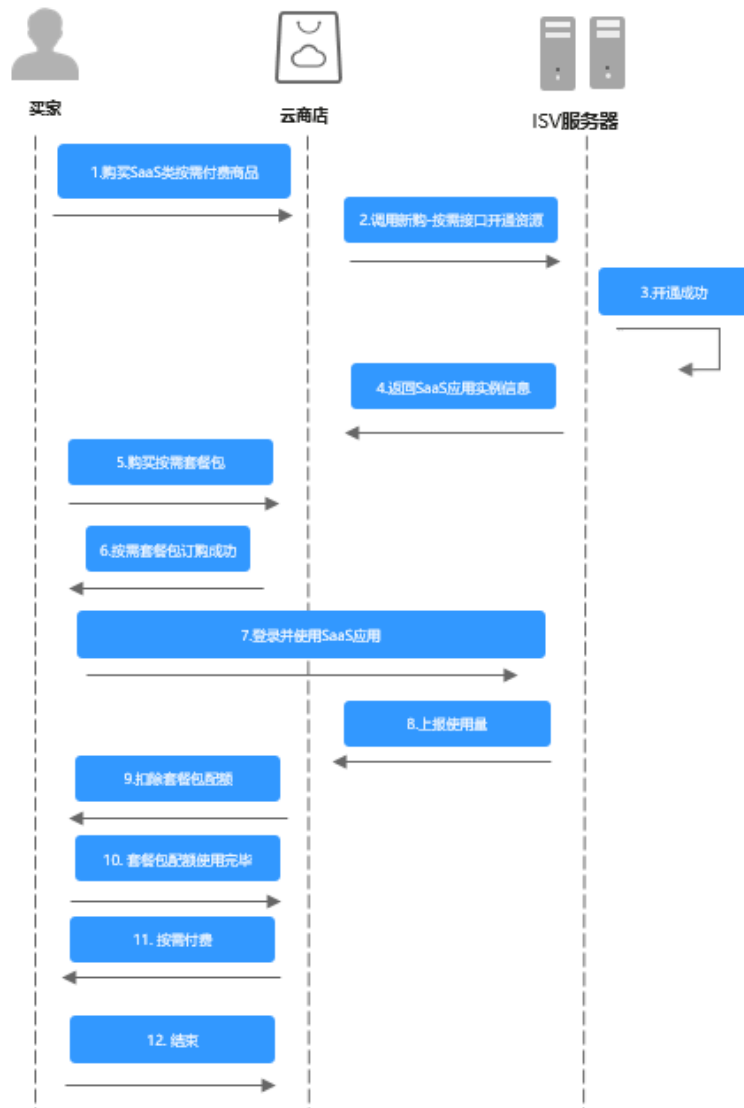 买家
云商店
ISV服务器
1.购买SaaS类按需付费商品
2.调用新购-按需接口开通资源
3.开通成功
4.返回SaaS应用实例信息
5.购买按需套餐包
6.按需套餐包订购成功
7.登录并使用SaaS应用
8.上报使用量
9.扣除套餐包配额
10. 套餐包配额使用完毕
11. 按需付费
12. 结束